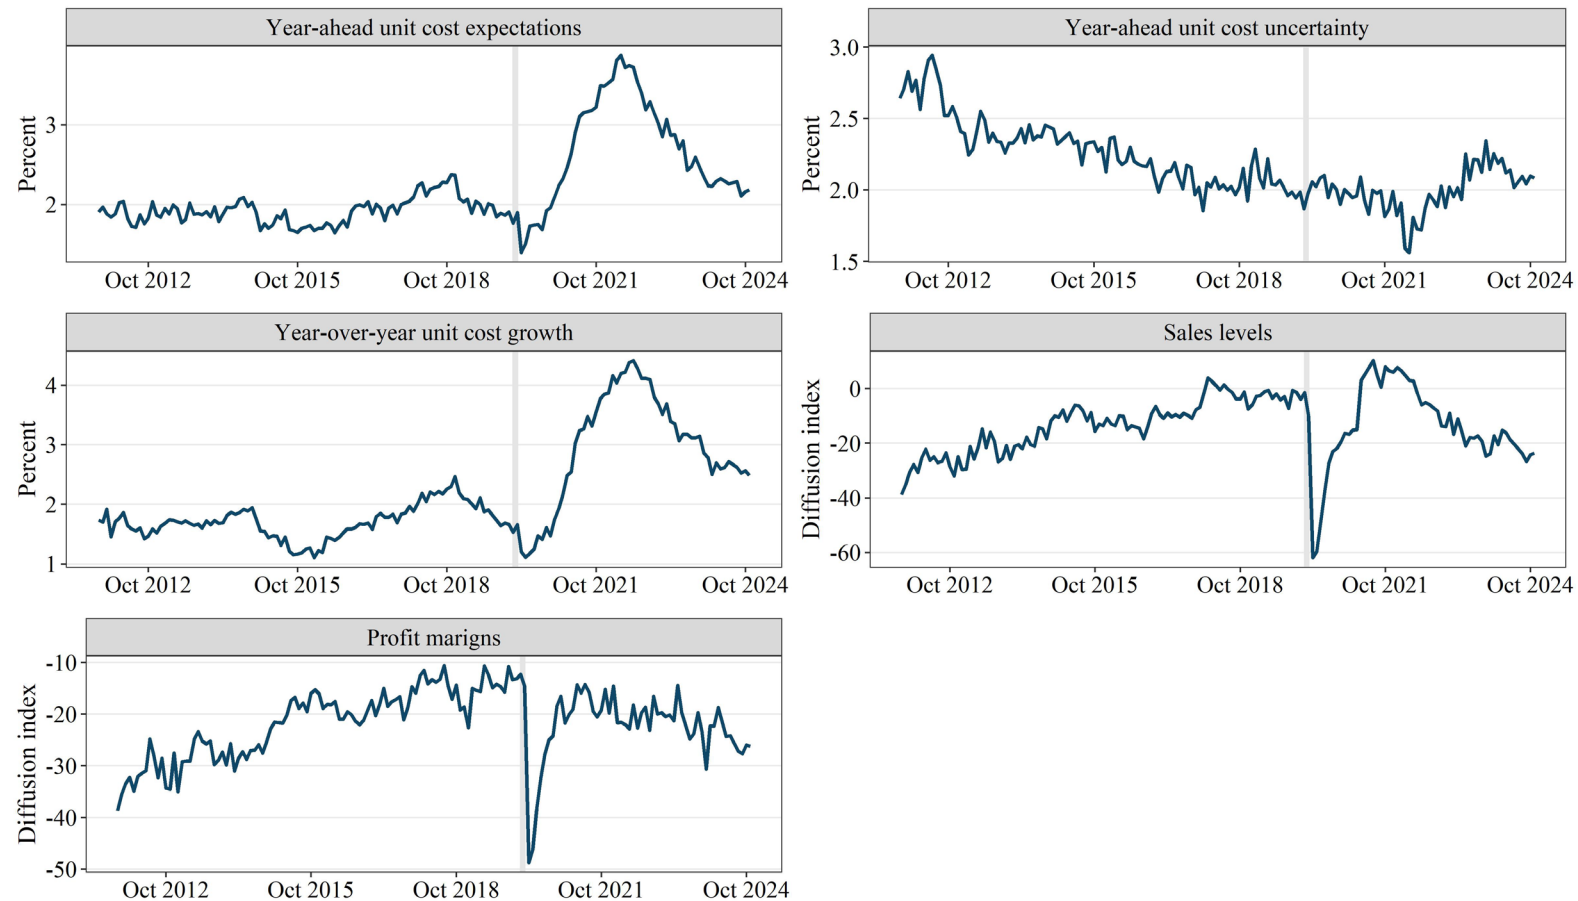 Year-ahead unit cost expectations
Percent
3
2
Oct 2012 Oct 2015 Oct 2018 Oct 2021 Oct 2024
Year-ahead unit cost uncertainty
Percent
3.0
2.5
2.0
1.5
Oct 2012 Oct 2015 Oct 2018 Oct 2021 Oct 2024
Year-over-year unit cost growth
Percent
4
3
2
1
Oct 2012 Oct 2015 Oct 2018 Oct 2021 Oct 2024
Sales levels
Diffusion index
0
-20
-40
-60
Oct 2012 Oct 2015 Oct 2018 Oct 2021 Oct 2024
Profit marigns
Diffusion index
-10
-20
-30
-40
-50
Oct 2012 Oct 2015 Oct 2018 Oct 2021 Oct 2024